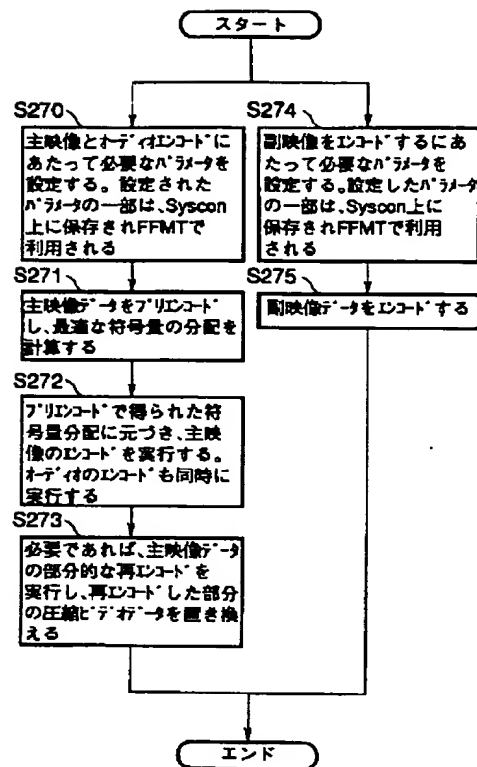 スタート
S270
主映像とオーディオエンコードに
あたって必要なパラメータを
設定する。設定された
パラメータの一部は、Syscon
上に保存されFFMTで
利用される
S271
主映像データをプリエンコード
し、最適な符号量の分配を
計算する
S272
プリエンコードで得られた符
号量分配に元づき、主映
像のエンコードを実行する。
オーディオのエンコードも同時に
実行する
S273
必要であれば、主映像データ
の部分的な再エンコードを
実行し、再エンコードした部分
の圧縮ビデオデータを置き換
える
S274
副映像をエンコードするにあ
たって必要なパラメータを
設定する。設定したパラメータ
の一部は、Syscon上に
保存されFFMTで利用
される
S275
副映像データをエンコードする
エンド